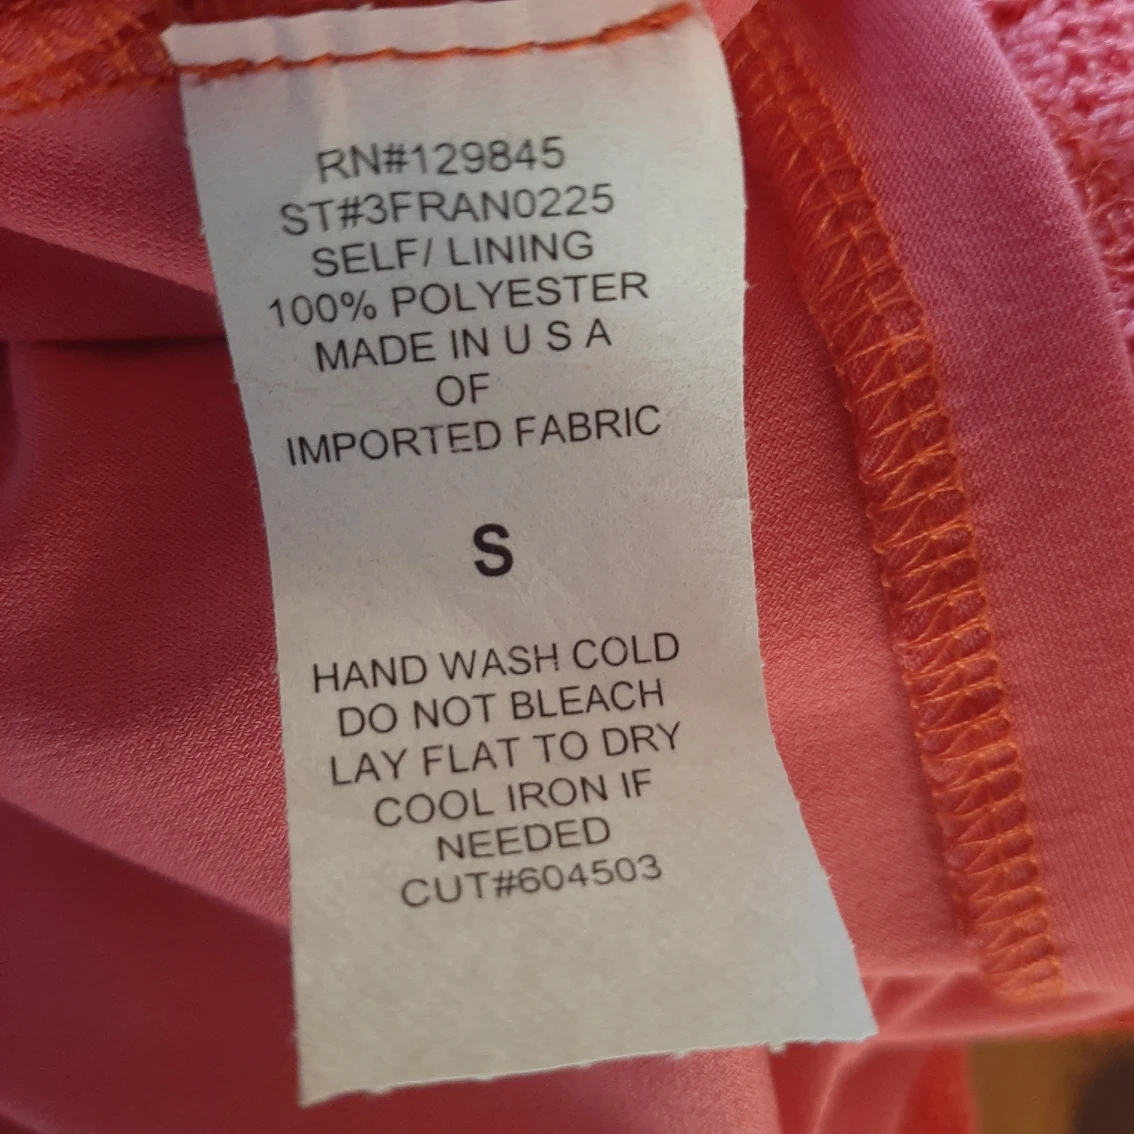 RN#129845
ST#3FRAN0225
SELF/ LINING
100% POLYESTER
MADE IN U S A
OF
IMPORTED FABRIC
S
HAND WASH COLD
DO NOT BLEACH
LAY FLAT TO DRY
COOL IRON IF
NEEDED
CUT#604503